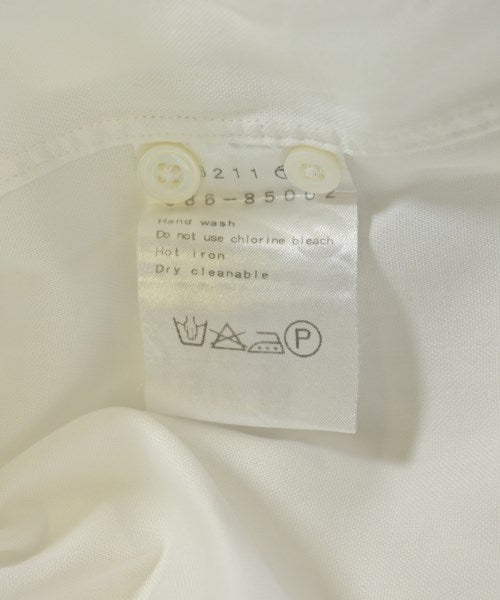 Hand wash
Do not use chlorine bleach
Hot iron
Dry cleanable
P